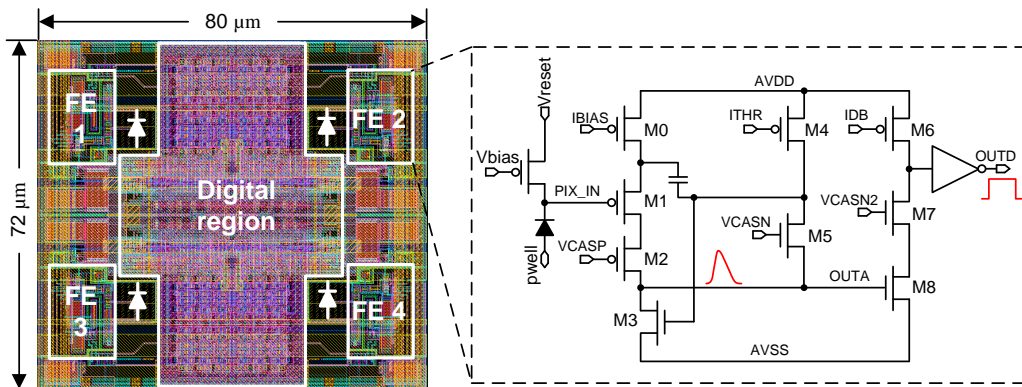 80 µm
72 µm
FE
1
FE 2
Digital
region
FE
3
FE 4
Vreset
Vbias
pwell
PIX_IN
AVDD
IBIAS
M0
ITHR
M4
IDB
M6
OUTD
M1
VCASN2
M7
VCASN
M5
VCASP
M2
OUTA
M8
M3
AVSS